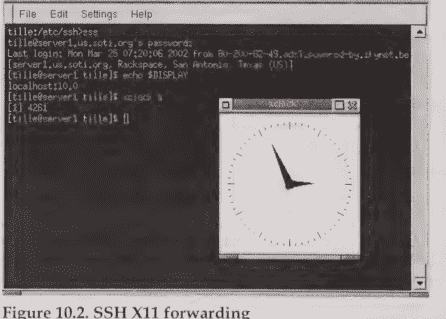 File Edit Settings Help
tille:/etc/ssh>sss
tille@server1.us.soti.org's password:
Last login: Mon Mar 25 07:20:06 2002 from
[server1.us.soti.org, Rackspace, San Antonio, Texas (US)]
[tille@server1 tille]$ echo $DISPLAY
localhost:10.0
[tille@server1 tille]$ xclock &
[1] 4281
[tille@server1 tille]$
xclock
Figure 10.2. SSH X11 forwarding